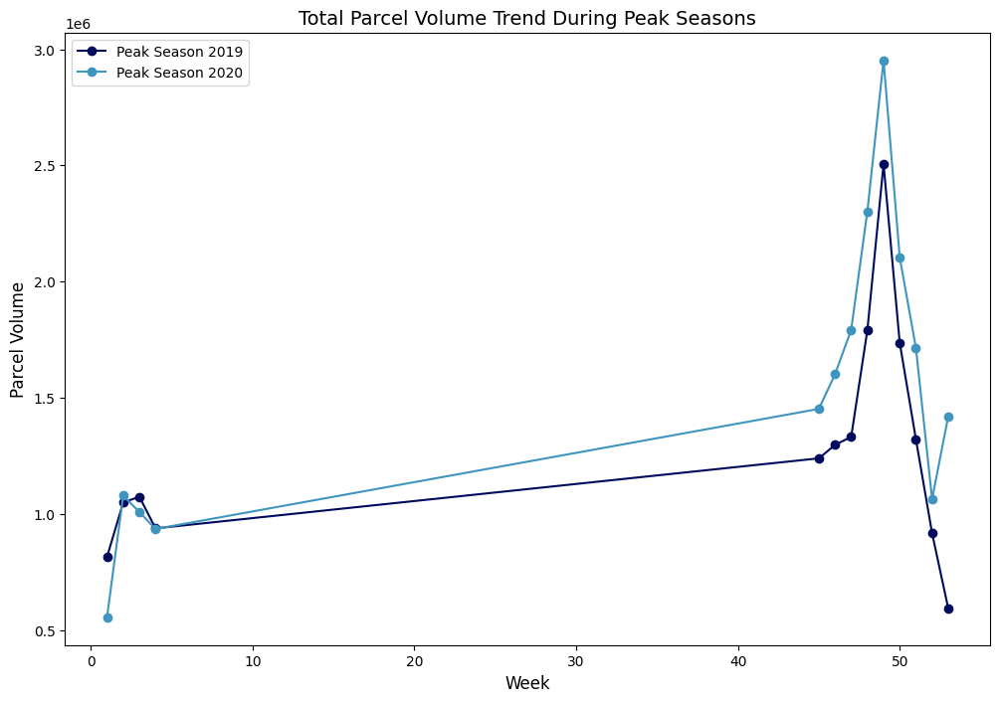 Total Parcel Volume Trend During Peak Seasons
1e6
Peak Season 2019
Peak Season 2020
3.0
2.5
2.0
1.5
1.0
0.5
Parcel Volume
0 10 20 30 40 50
Week